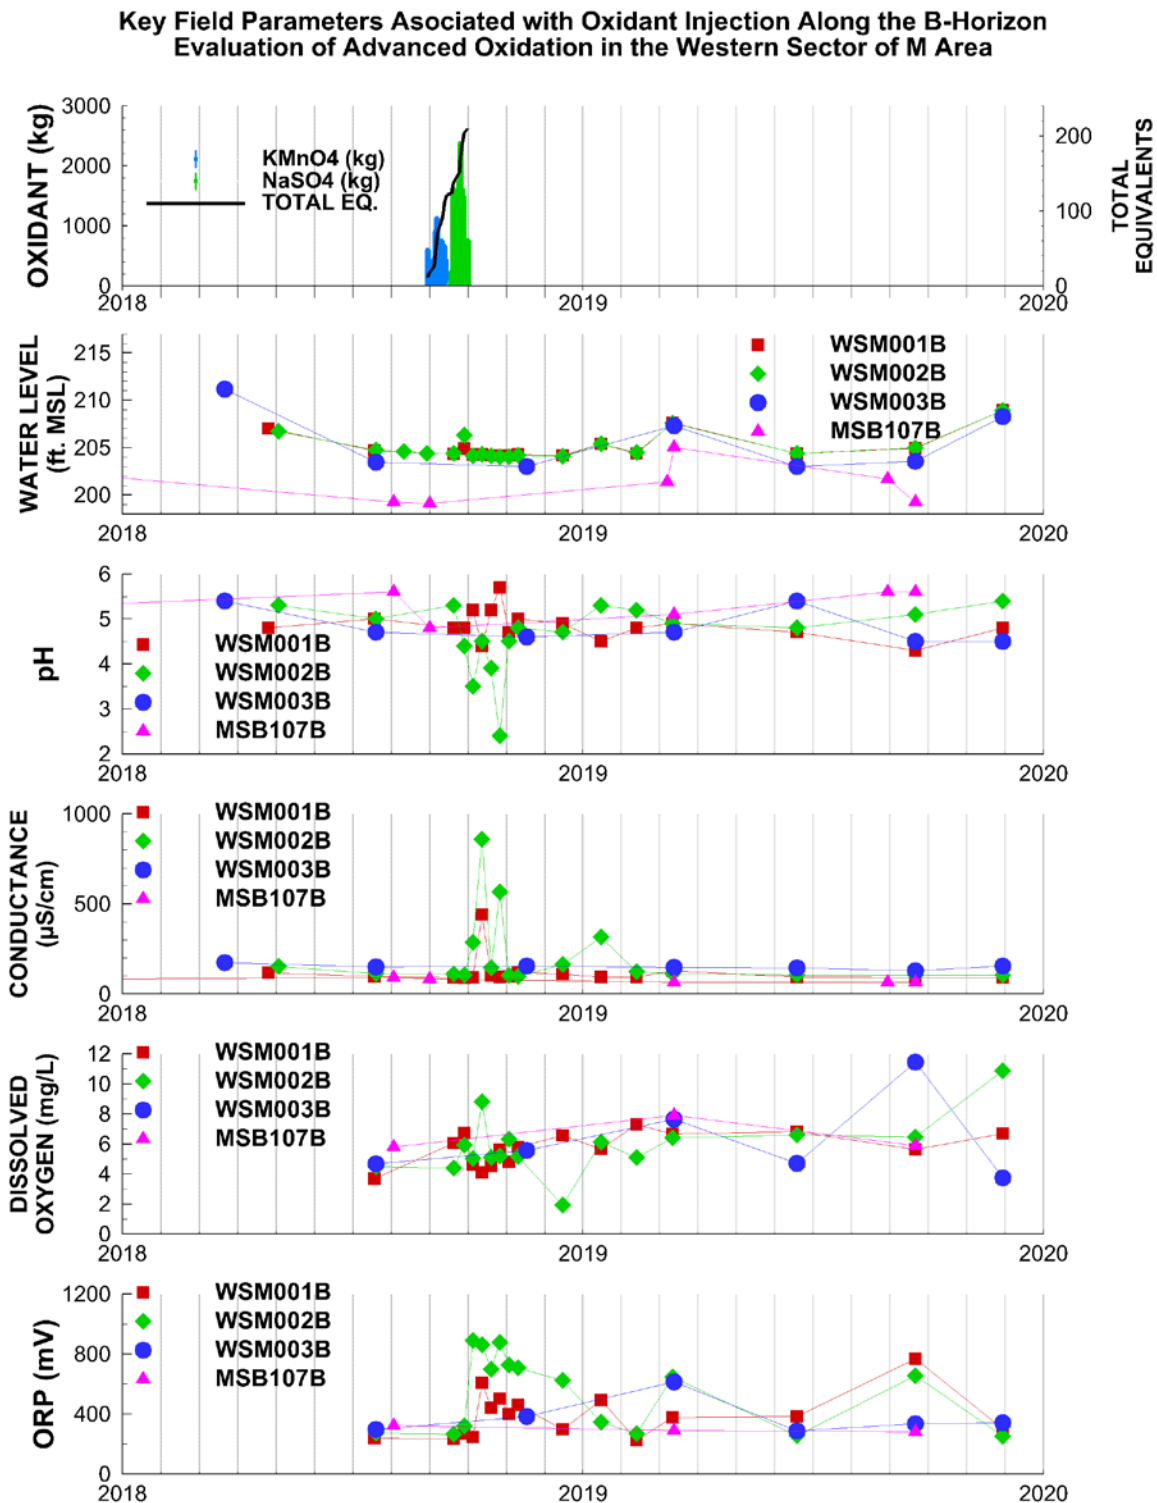 Key Field Parameters Asociated with Oxidant Injection Along the B-Horizon
Evaluation of Advanced Oxidation in the Western Sector of M Area
OXIDANT (kg)
3000
2000
1000
0
KMnO4 (kg)
NaSO4 (kg)
TOTAL EQ.
200
100
0
TOTAL
EQUIVALENTS
2018
2019
2020
WATER LEVEL
(ft. MSL)
215
210
205
200
WSM001B
WSM002B
WSM003B
MSB107B
2018
2019
2020
pH
6
5
4
3
2
WSM001B
WSM002B
WSM003B
MSB107B
2018
2019
2020
CONDUCTANCE
(µS/cm)
1000
500
0
WSM001B
WSM002B
WSM003B
MSB107B
2018
2019
2020
DISSOLVED
OXYGEN (mg/L)
12
10
8
6
4
2
0
WSM001B
WSM002B
WSM003B
MSB107B
2018
2019
2020
ORP (mV)
1200
800
400
0
WSM001B
WSM002B
WSM003B
MSB107B
2018
2019
2020